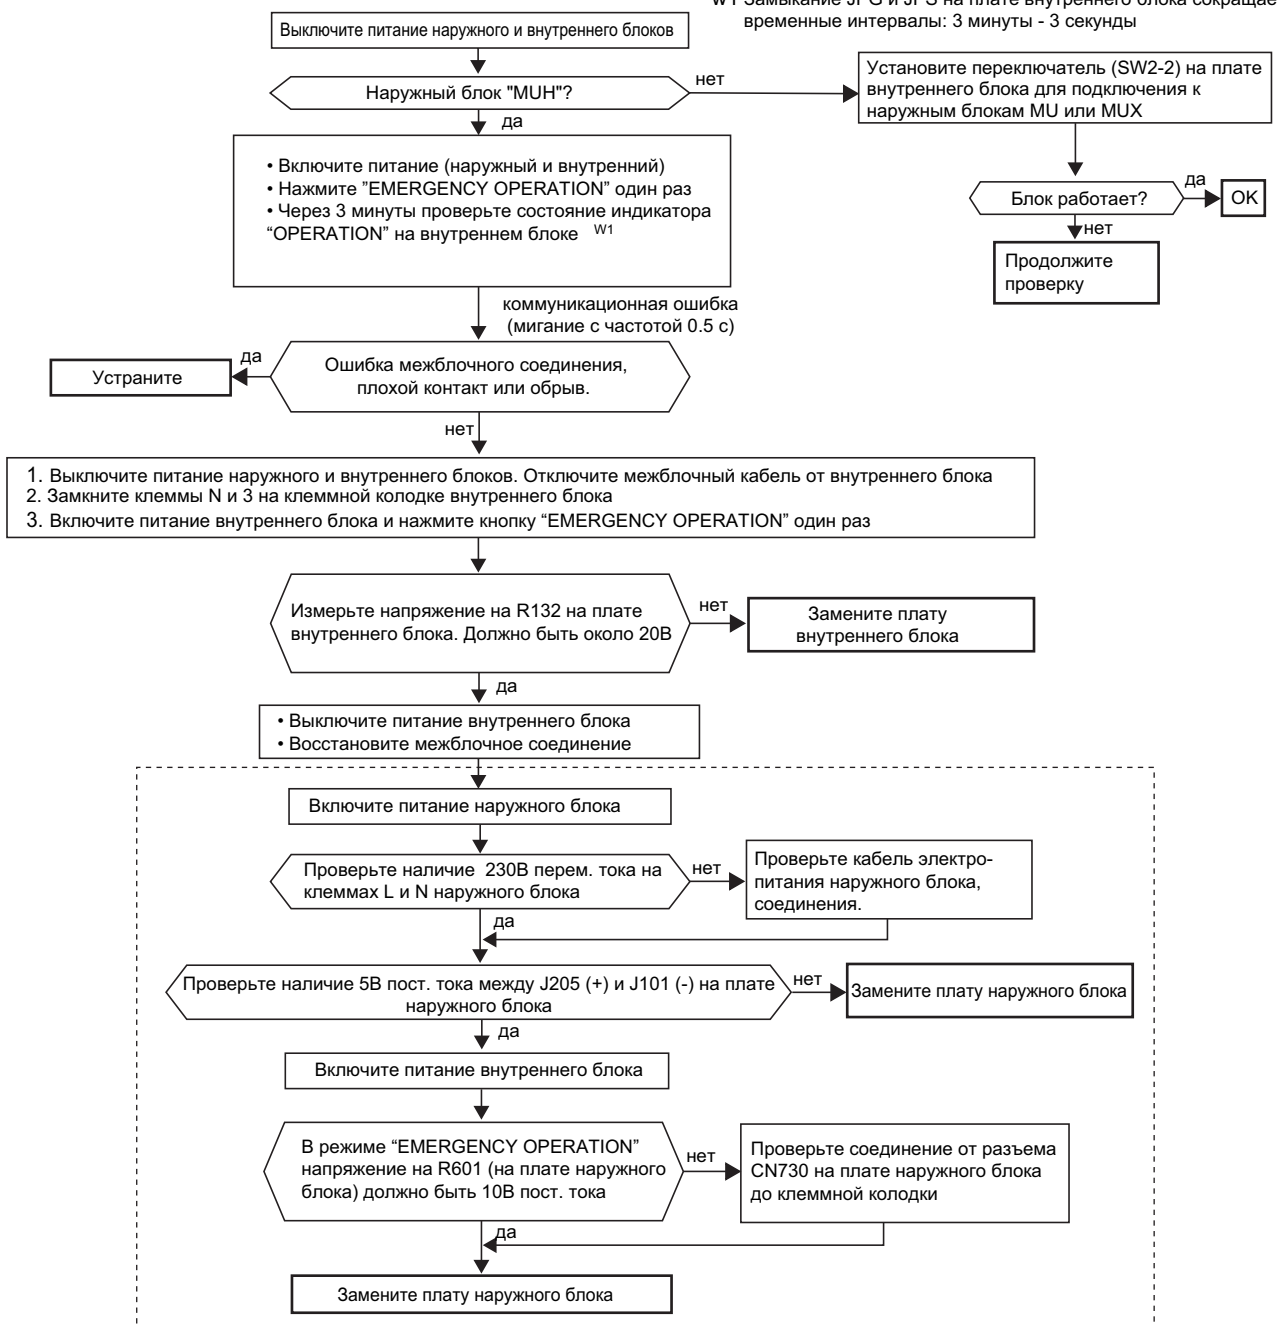 W1 Замыкание JPG и JPS на плате внутреннего блока сокращае
временные интервалы: 3 минуты - 3 секунды
Выключите питание наружного и внутреннего блоков
Наружный блок "MUH"?
нет
Установите переключатель (SW2-2) на плате
внутреннего блока для подключения к
наружным блокам MU или MUX
да
• Включите питание (наружный и внутренний)
• Нажмите "EMERGENCY OPERATION" один раз
• Через 3 минуты проверьте состояние индикатора
“OPERATION” на внутреннем блоке W1
Блок работает?
да
OK
нет
Продолжите
проверку
коммуникационная ошибка
(мигание с частотой 0.5 с)
Ошибка межблочного соединения,
плохой контакт или обрыв.
да
Устраните
нет
1. Выключите питание наружного и внутреннего блоков. Отключите межблочный кабель от внутреннего блока
2. Замкните клеммы N и 3 на клеммной колодке внутреннего блока
3. Включите питание внутреннего блока и нажмите кнопку “EMERGENCY OPERATION” один раз
Измерьте напряжение на R132 на плате
внутреннего блока. Должно быть около 20В
нет
Замените плату
внутреннего блока
да
• Выключите питание внутреннего блока
• Восстановите межблочное соединение
Включите питание наружного блока
Проверьте наличие 230В перем. тока на
клеммах L и N наружного блока
нет
Проверьте кабель электро-
питания наружного блока,
соединения.
да
Проверьте наличие 5В пост. тока между J205 (+) и J101 (-) на плате
наружного блока
нет
Замените плату наружного блока
да
Включите питание внутреннего блока
В режиме “EMERGENCY OPERATION”
напряжение на R601 (на плате наружного
блока) должно быть 10В пост. тока
нет
Проверьте соединение от разъема
CN730 на плате наружного блока
до клеммной колодки
да
Замените плату наружного блока